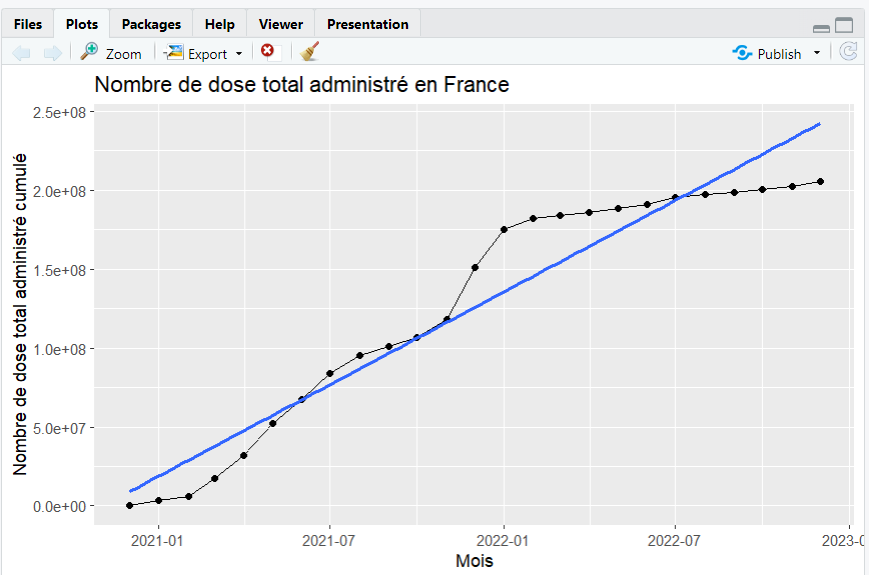 Files Plots Packages Help Viewer Presentation
Zoom Export Publish
Nombre de dose total administré en France
Nombre de dose total administré cumulé
2.5e+08
2.0e+08
1.5e+08
1.0e+08
5.0e+07
0.0e+00
2021-01 2021-07 2022-01 2022-07 2023-0
Mois